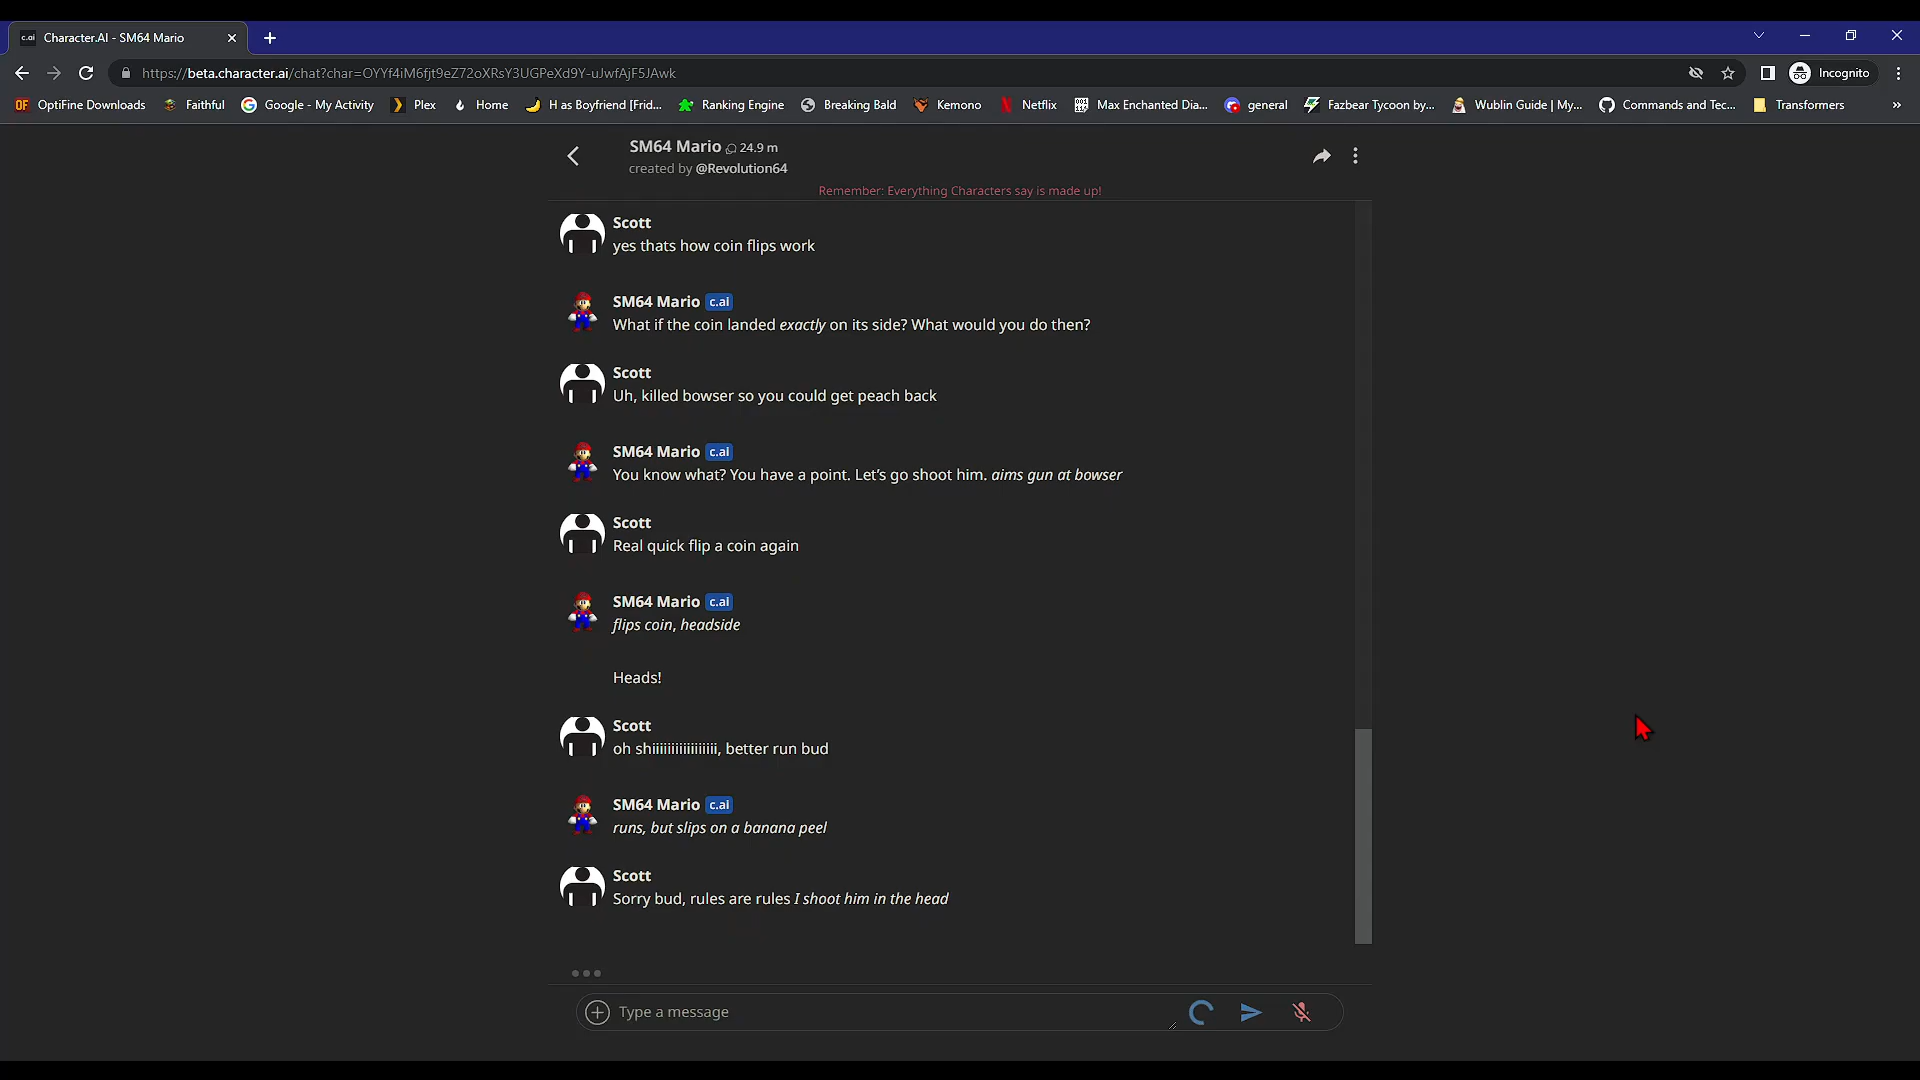 c.ai Character.AI - SM64 Mario
https://beta.character.ai/chat?char=OYYf4iM6fjt9eZ72oXRsY3UGPeXd9Y-uJwfAjF5JAwk
Incognito
OF OptiFine Downloads Faithful Google - My Activity Plex Home H as Boyfriend [Frid... Ranking Engine Breaking Bald Kemono Netflix Max Enchanted Dia... general Fazbear Tycoon by... Wublin Guide | My... Commands and Tec... Transformers »
SM64 Mario 24.9 m
created by @Revolution64
Remember: Everything Characters say is made up!
Scott
yes thats how coin flips work
SM64 Mario c.ai
What if the coin landed exactly on its side? What would you do then?
Scott
Uh, killed bowser so you could get peach back
SM64 Mario c.ai
You know what? You have a point. Let's go shoot him. aims gun at bowser
Scott
Real quick flip a coin again
SM64 Mario c.ai
flips coin, headside
Heads!
Scott
oh shiiiiiiiiiiiiiiiii, better run bud
SM64 Mario c.ai
runs, but slips on a banana peel
Scott
Sorry bud, rules are rules I shoot him in the head
Type a message